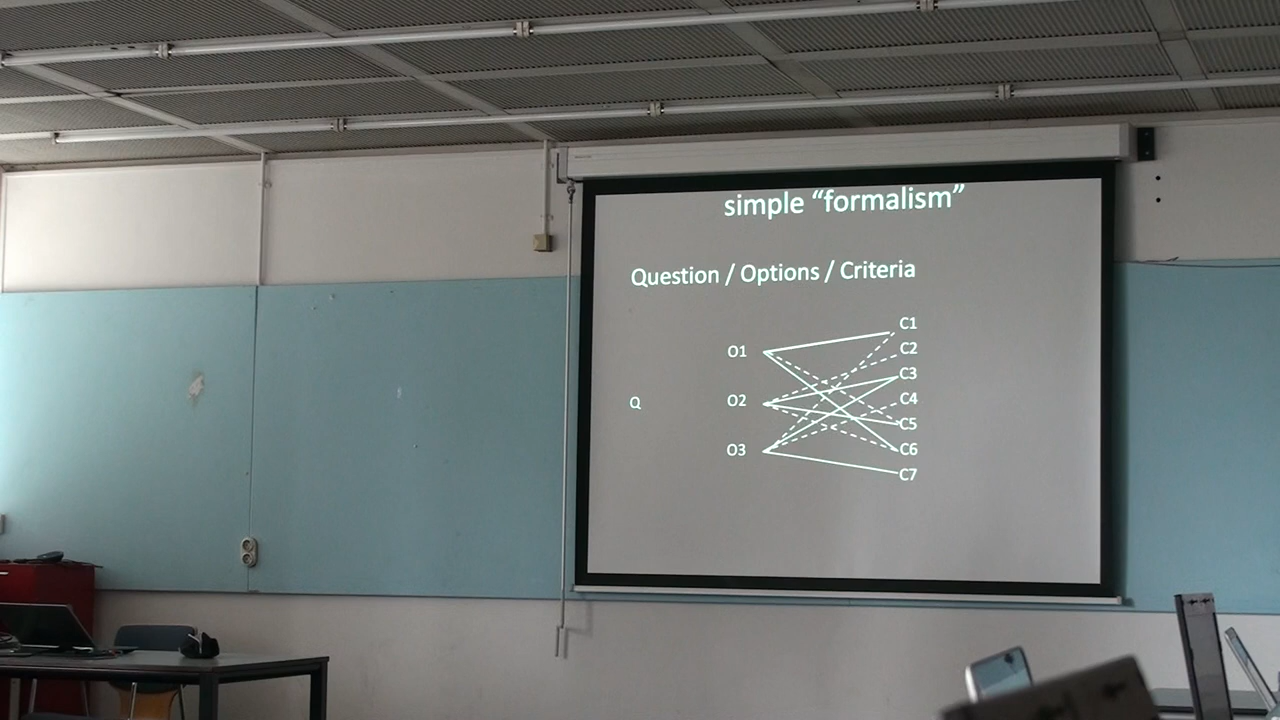 simple “formalism”
Question / Options / Criteria
C1
O1
C2
C3
Q
O2
C4
C5
O3
C6
C7